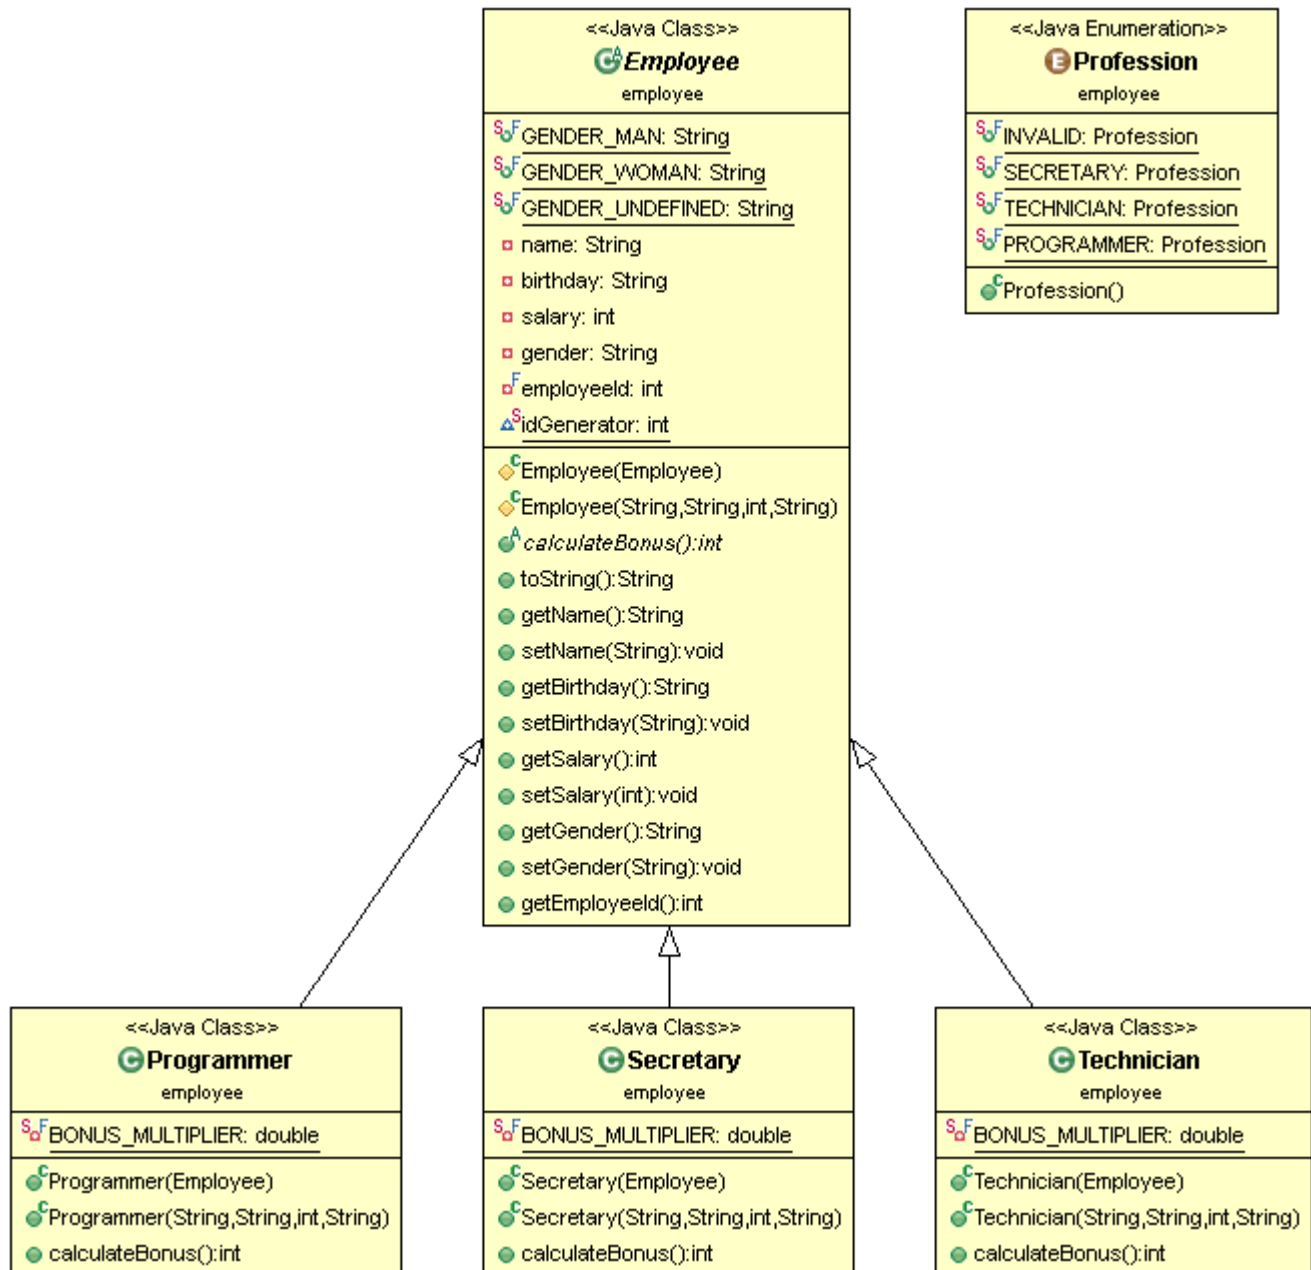 <<Java Class>>
Employee
employee
GENDER_MAN: String
GENDER_WOMAN: String
GENDER_UNDEFINED: String
name: String
birthday: String
salary: int
gender: String
employeeId: int
idGenerator: int
Employee(Employee)
Employee(String,String,int,String)
calculateBonus():int
toString():String
getName():String
setName(String):void
getBirthday():String
setBirthday(String):void
getSalary():int
setSalary(int):void
getGender():String
setGender(String):void
getEmployeeId():int
<<Java Enumeration>>
Profession
employee
INVALID: Profession
SECRETARY: Profession
TECHNICIAN: Profession
PROGRAMMER: Profession
Profession()
<<Java Class>>
Programmer
employee
BONUS_MULTIPLIER: double
Programmer(Employee)
Programmer(String,String,int,String)
calculateBonus():int
<<Java Class>>
Secretary
employee
BONUS_MULTIPLIER: double
Secretary(Employee)
Secretary(String,String,int,String)
calculateBonus():int
<<Java Class>>
Technician
employee
BONUS_MULTIPLIER: double
Technician(Employee)
Technician(String,String,int,String)
calculateBonus():int